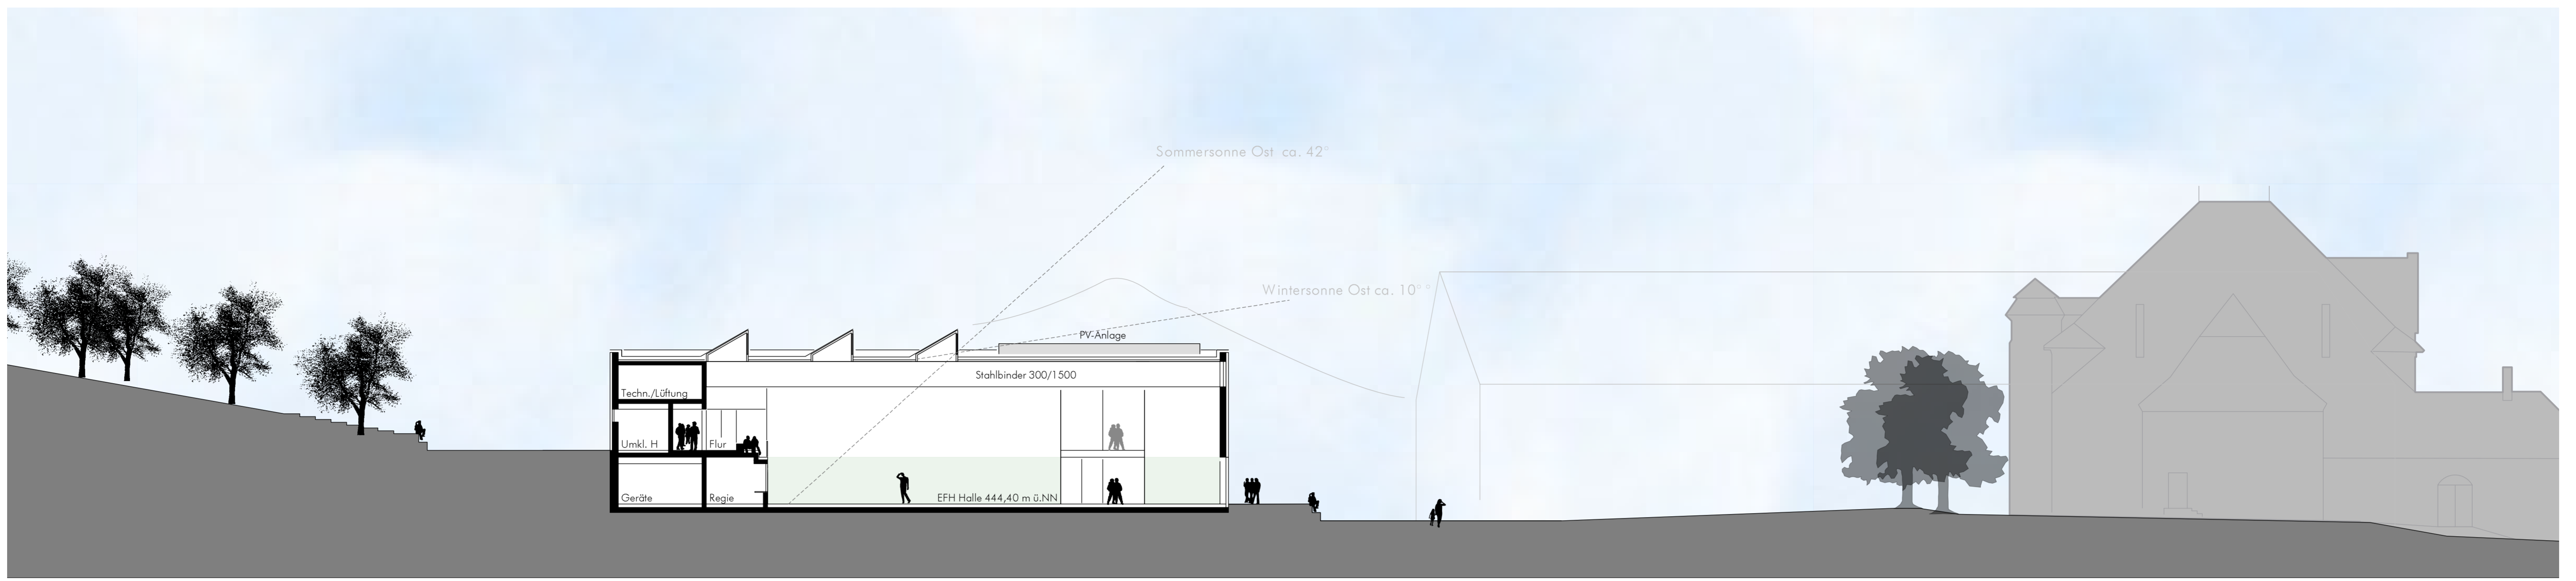 Sommersonne Ost ca. 42°
Wintersonne Ost ca. 10° °
PV-Anlage
Stahlbinder 300/1500
Techn./Lüftung
Umkl. H
Flur
Geräte
Regie
EFH Halle 444,40 m ü.NN